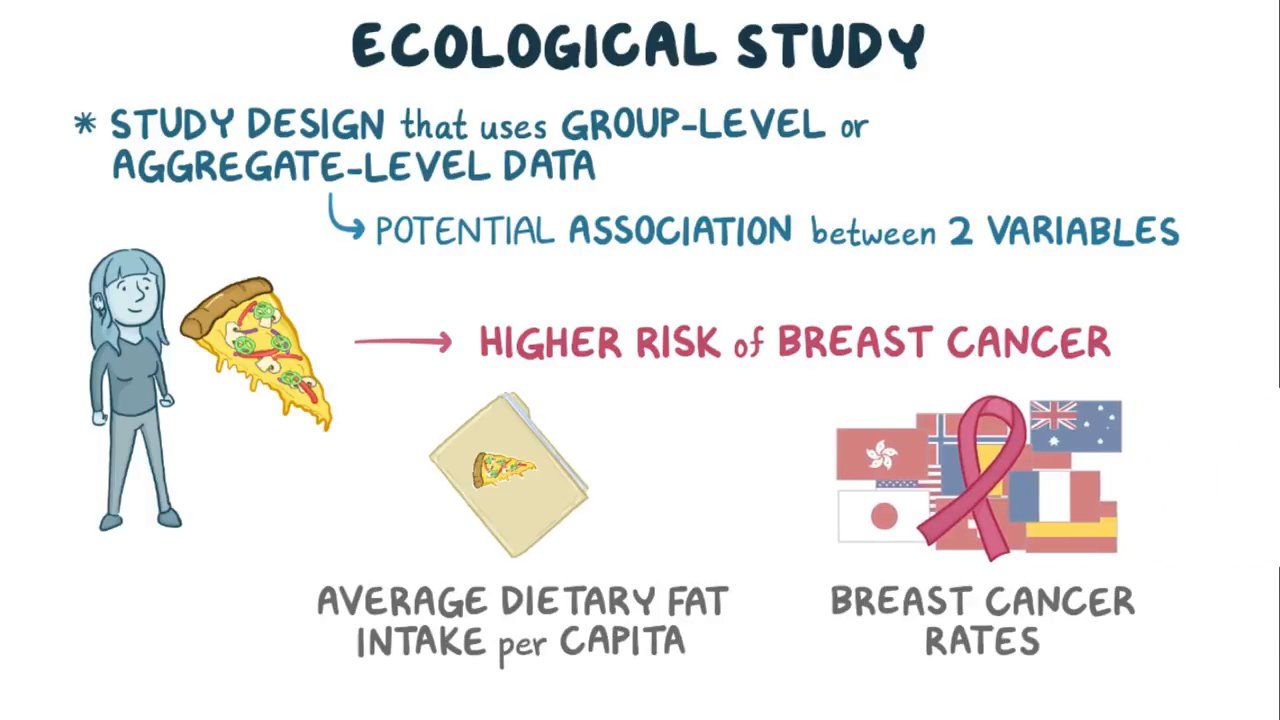 ECOLOGICAL STUDY
* STUDY DESIGN that uses GROUP-LEVEL or
AGGREGATE-LEVEL DATA
POTENTIAL ASSOCIATION between 2 VARIABLES
HIGHER RISK of BREAST CANCER
AVERAGE DIETARY FAT
INTAKE per CAPITA
BREAST CANCER
RATES